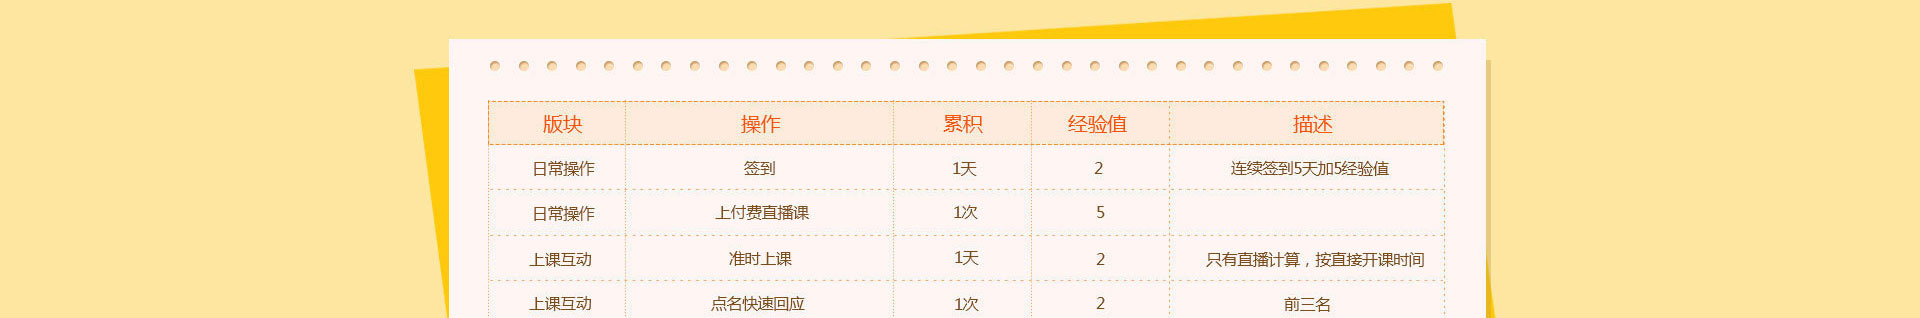 版块 操作 累积 经验值 描述
日常操作 签到 1天 2 连续签到5天加5经验值
日常操作 上付费直播课 1次 5
上课互动 准时上课 1天 2 只有直播计算，按直接开课时间
上课互动 点名快速回应 1次 2 前三名